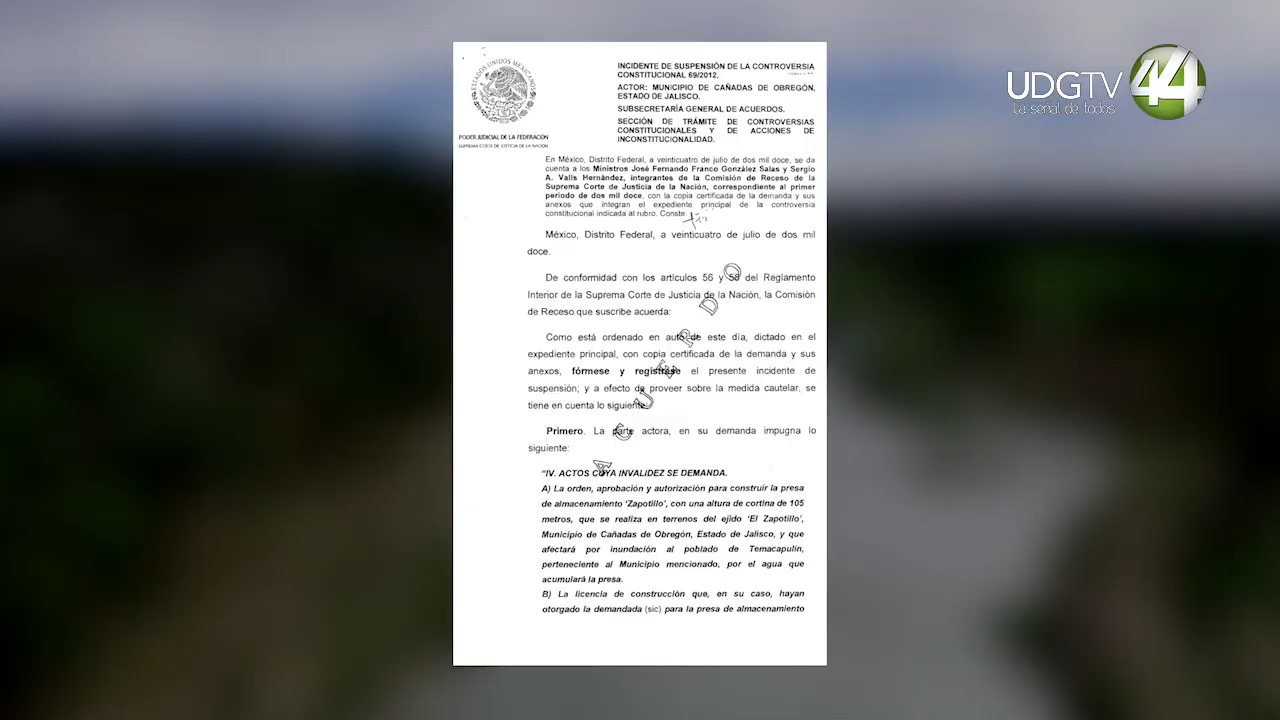 UDGTV 44
La señal de todos
ESTADOS UNIDOS MEXICANOS
PODER JUDICIAL DE LA FEDERACIÓN
SUPREMA CORTE DE JUSTICIA DE LA NACIÓN
INCIDENTE DE SUSPENSIÓN DE LA CONTROVERSIA
CONSTITUCIONAL 69/2012.
ACTOR: MUNICIPIO DE CAÑADAS DE OBREGÓN,
ESTADO DE JALISCO.
SUBSECRETARÍA GENERAL DE ACUERDOS.
SECCIÓN DE TRÁMITE DE CONTROVERSIAS
CONSTITUCIONALES Y DE ACCIONES DE
INCONSTITUCIONALIDAD.
En México, Distrito Federal, a veinticuatro de julio de dos mil doce, se da
cuenta a los Ministros José Fernando Franco González Salas y Sergio
A. Valls Hernández, integrantes de la Comisión de Receso de la
Suprema Corte de Justicia de la Nación, correspondiente al primer
periodo de dos mil doce, con la copia certificada de la demanda y sus
anexos que integran el expediente principal de la controversia
constitucional indicada al rubro. Conste.
México, Distrito Federal, a veinticuatro de julio de dos mil
doce.
De conformidad con los artículos 56 y 58 del Reglamento
Interior de la Suprema Corte de Justicia de la Nación, la Comisión
de Receso que suscribe acuerda:
Como está ordenado en auto de este día, dictado en el
expediente principal, con copia certificada de la demanda y sus
anexos, fórmese y regístrese el presente incidente de
suspensión; y a efecto de proveer sobre la medida cautelar, se
tiene en cuenta lo siguiente:
Primero. La parte actora, en su demanda impugna lo
siguiente:
“IV. ACTOS CUYA INVALIDEZ SE DEMANDA.
A) La orden, aprobación y autorización para construir la presa
de almacenamiento ‘Zapotillo’, con una altura de cortina de 105
metros, que se realiza en terrenos del ejido ‘El Zapotillo’,
Municipio de Cañadas de Obregón, Estado de Jalisco, y que
afectará por inundación al poblado de Temacapulín,
perteneciente al Municipio mencionado, por el agua que
acumulará la presa.
B) La licencia de construcción que, en su caso, hayan
otorgado la demandada (sic) para la presa de almacenamiento
ACUERDO